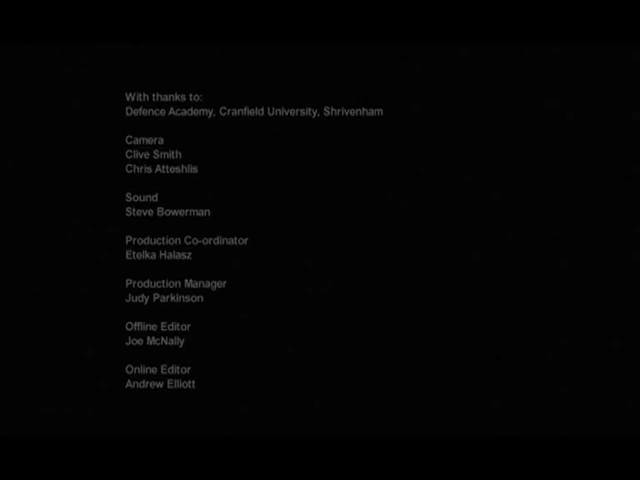 With thanks to:
Defence Academy, Cranfield University, Shrivenham
Camera
Clive Smith
Chris Atteshlis
Sound
Steve Bowerman
Production Co-ordinator
Etelka Halasz
Production Manager
Judy Parkinson
Offline Editor
Joe McNally
Online Editor
Andrew Elliott